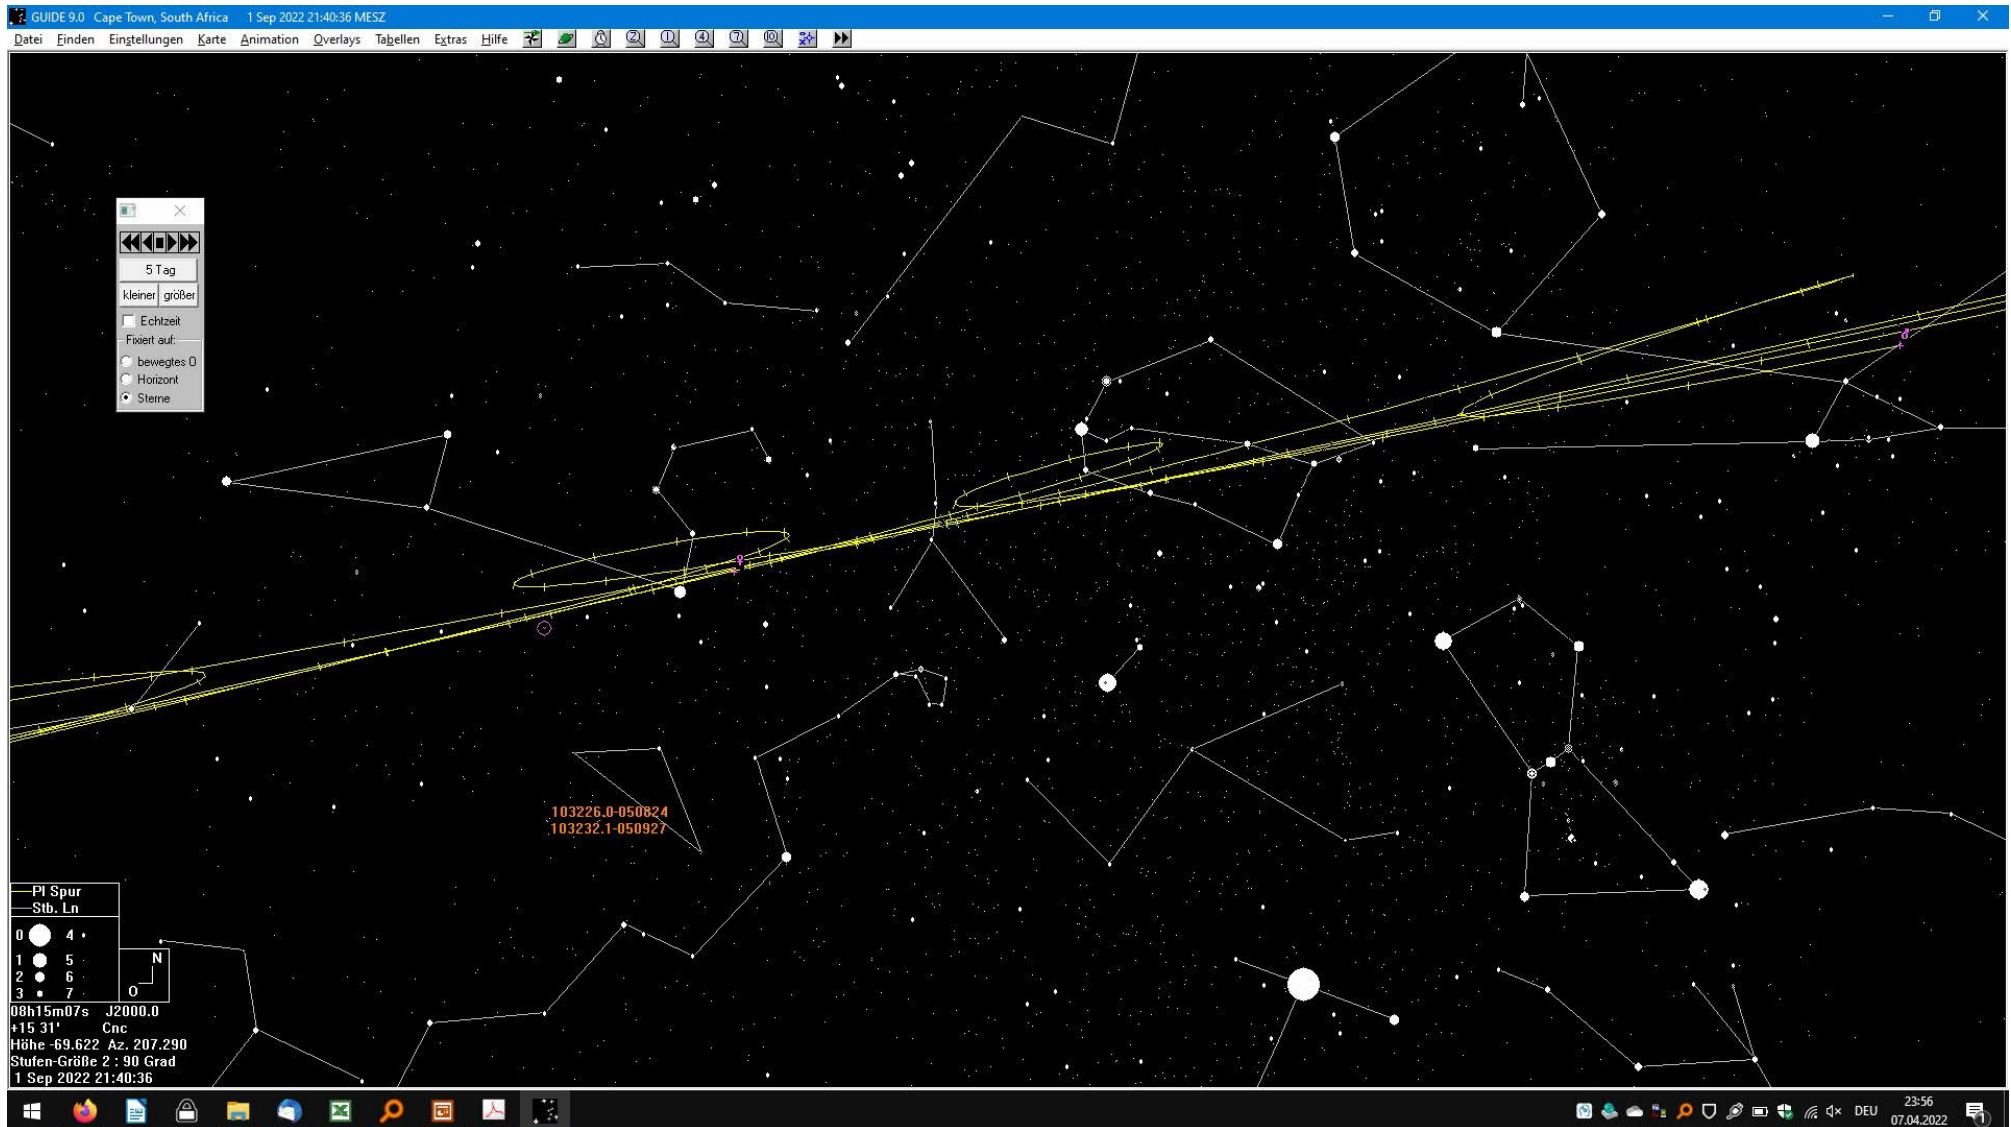 GUIDE 9.0   Cape Town, South Africa     1 Sep 2022 21:40:36 MESZ
Datei   Finden   Einstellungen   Karte   Animation   Overlays   Tabellen   Extras   Hilfe
5 Tag
kleiner größer
Echtzeit
Fixiert auf:
bewegtes O
Horizont
Sterne
103226.0-050824
103232.1-050927
Pl Spur
Stb. Ln
0 4
1 5
2 6
3 7
N
O
08h15m07s J2000.0
+15 31' Cnc
Höhe -69.622 Az. 207.290
Stufen-Größe 2 : 90 Grad
1 Sep 2022 21:40:36
DEU
23:56
07.04.2022
1